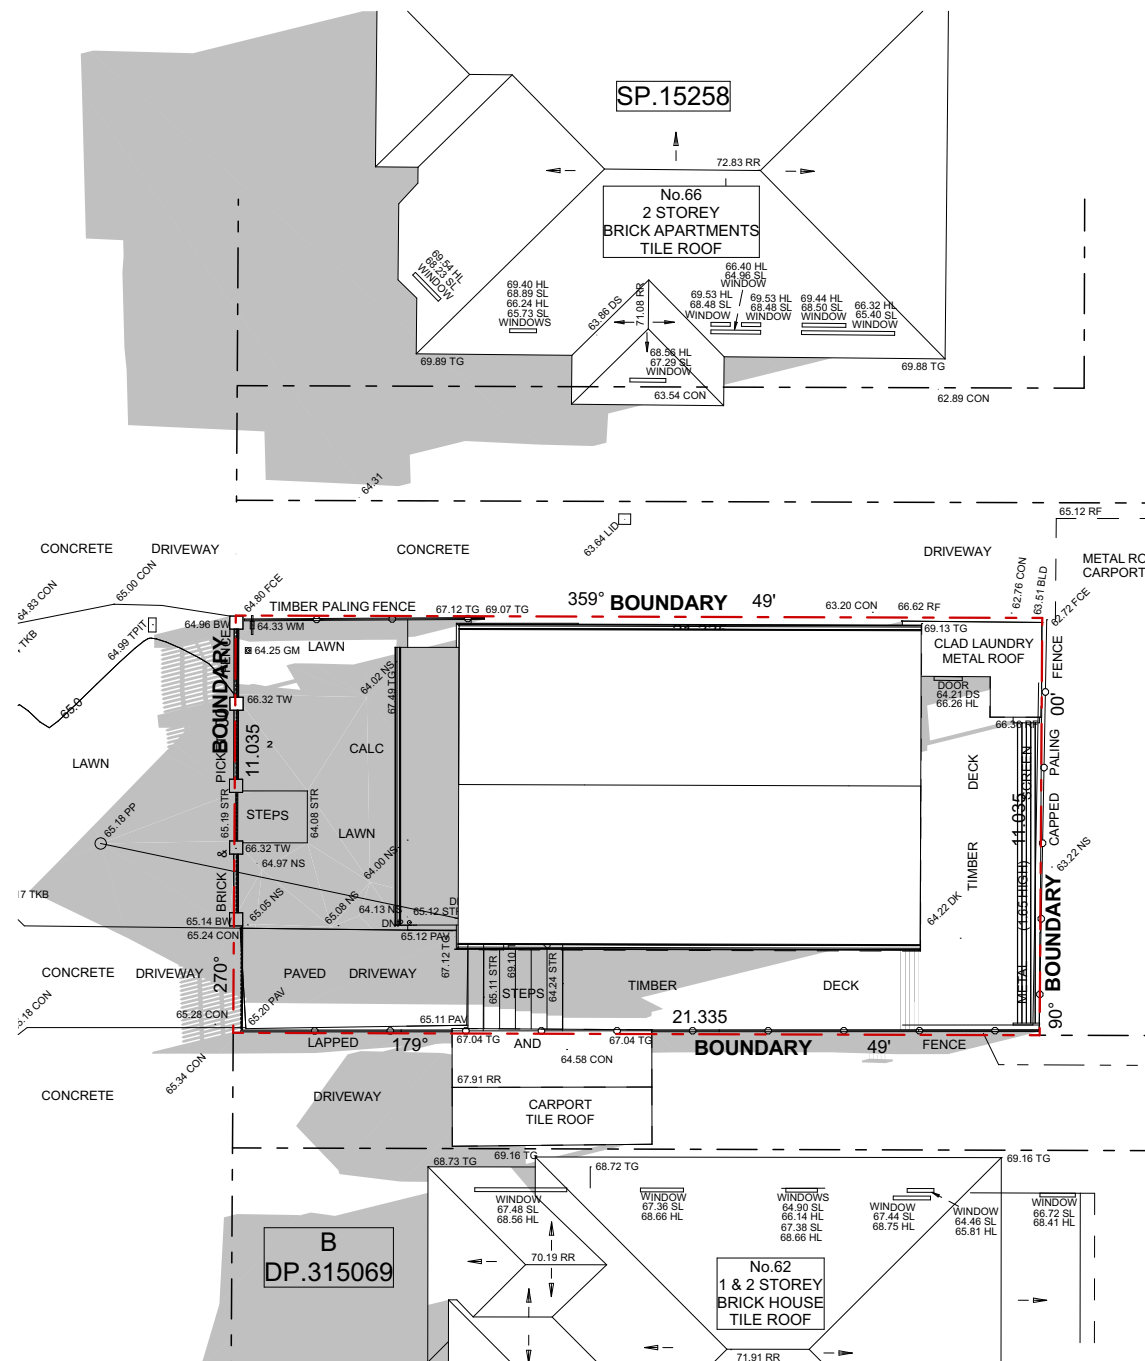 SP.15258
72.83 RR
No.66
2 STOREY
BRICK APARTMENTS
TILE ROOF
69.54 HL
68.23 SL
WINDOW
69.40 HL
68.89 SL
66.24 HL
65.73 SL
WINDOWS
63.86 DS
71.08 RR
66.40 HL
64.96 SL
WINDOW
69.53 HL
68.48 SL
WINDOW
69.53 HL
68.48 SL
WINDOW
69.44 HL
68.50 SL
WINDOW
66.32 HL
65.40 SL
WINDOW
68.56 HL
67.29 SL
WINDOW
69.89 TG
69.88 TG
63.54 CON
62.89 CON
64.31
65.12 RF
CONCRETE DRIVEWAY
CONCRETE
63.64 LID
DRIVEWAY
METAL RO
CARPORT
64.83 CON
65.00 CON
64.80 FCE
62.76 CON
63.51 BLD
62.72 FCE
TIMBER PALING FENCE
67.12 TG 69.07 TG
359° BOUNDARY 49'
63.20 CON
66.62 RF
TKB
64.99 TPIT
64.96 BW
64.33 WM
64.25 GM
LAWN
69.13 TG
CLAD LAUNDRY
METAL ROOF
FENCE
BOUNDARY
FENCE
64.02 NS
67.49 TG
DOOR
64.21 DS
66.26 HL
65.0
66.32 TW
00'
11.035
2
CALC
LAWN
PICKET
DECK
SCREEN
PALING
65.18 PP
65.19 STR
STEPS
64.08 STR
LAWN
11.035
CAPPED
BRICK &
66.32 TW
64.97 NS
64.00 NS
TIMBER
(1.65 HIGH)
63.22 NS
7 TKB
65.05 NS
65.08 NS
64.13 NS
65.12 STR
64.22 DK
65.14 BW
65.24 CON
65.12 PAV
67.12 TG
BOUNDARY
CONCRETE DRIVEWAY
270°
PAVED DRIVEWAY
65.11 STR
69.10
STEPS
64.24 STR
TIMBER DECK
METAL
90°
65.20 PAV
65.28 CON
65.11 PAV
21.335
LAPPED
179°
67.04 TG
AND
67.04 TG
BOUNDARY 49'
FENCE
65.34 CON
64.58 CON
67.91 RR
CONCRETE
DRIVEWAY
CARPORT
TILE ROOF
69.16 TG
68.73 TG
68.72 TG
69.16 TG
WINDOW
67.48 SL
68.56 HL
WINDOW
67.36 SL
68.66 HL
WINDOWS
64.90 SL
66.14 HL
67.38 SL
68.66 HL
WINDOW
67.44 SL
68.75 HL
WINDOW
64.46 SL
65.81 HL
WINDOW
66.72 SL
68.41 HL
B
DP.315069
70.19 RR
No.62
1 & 2 STOREY
BRICK HOUSE
TILE ROOF
71.91 RR